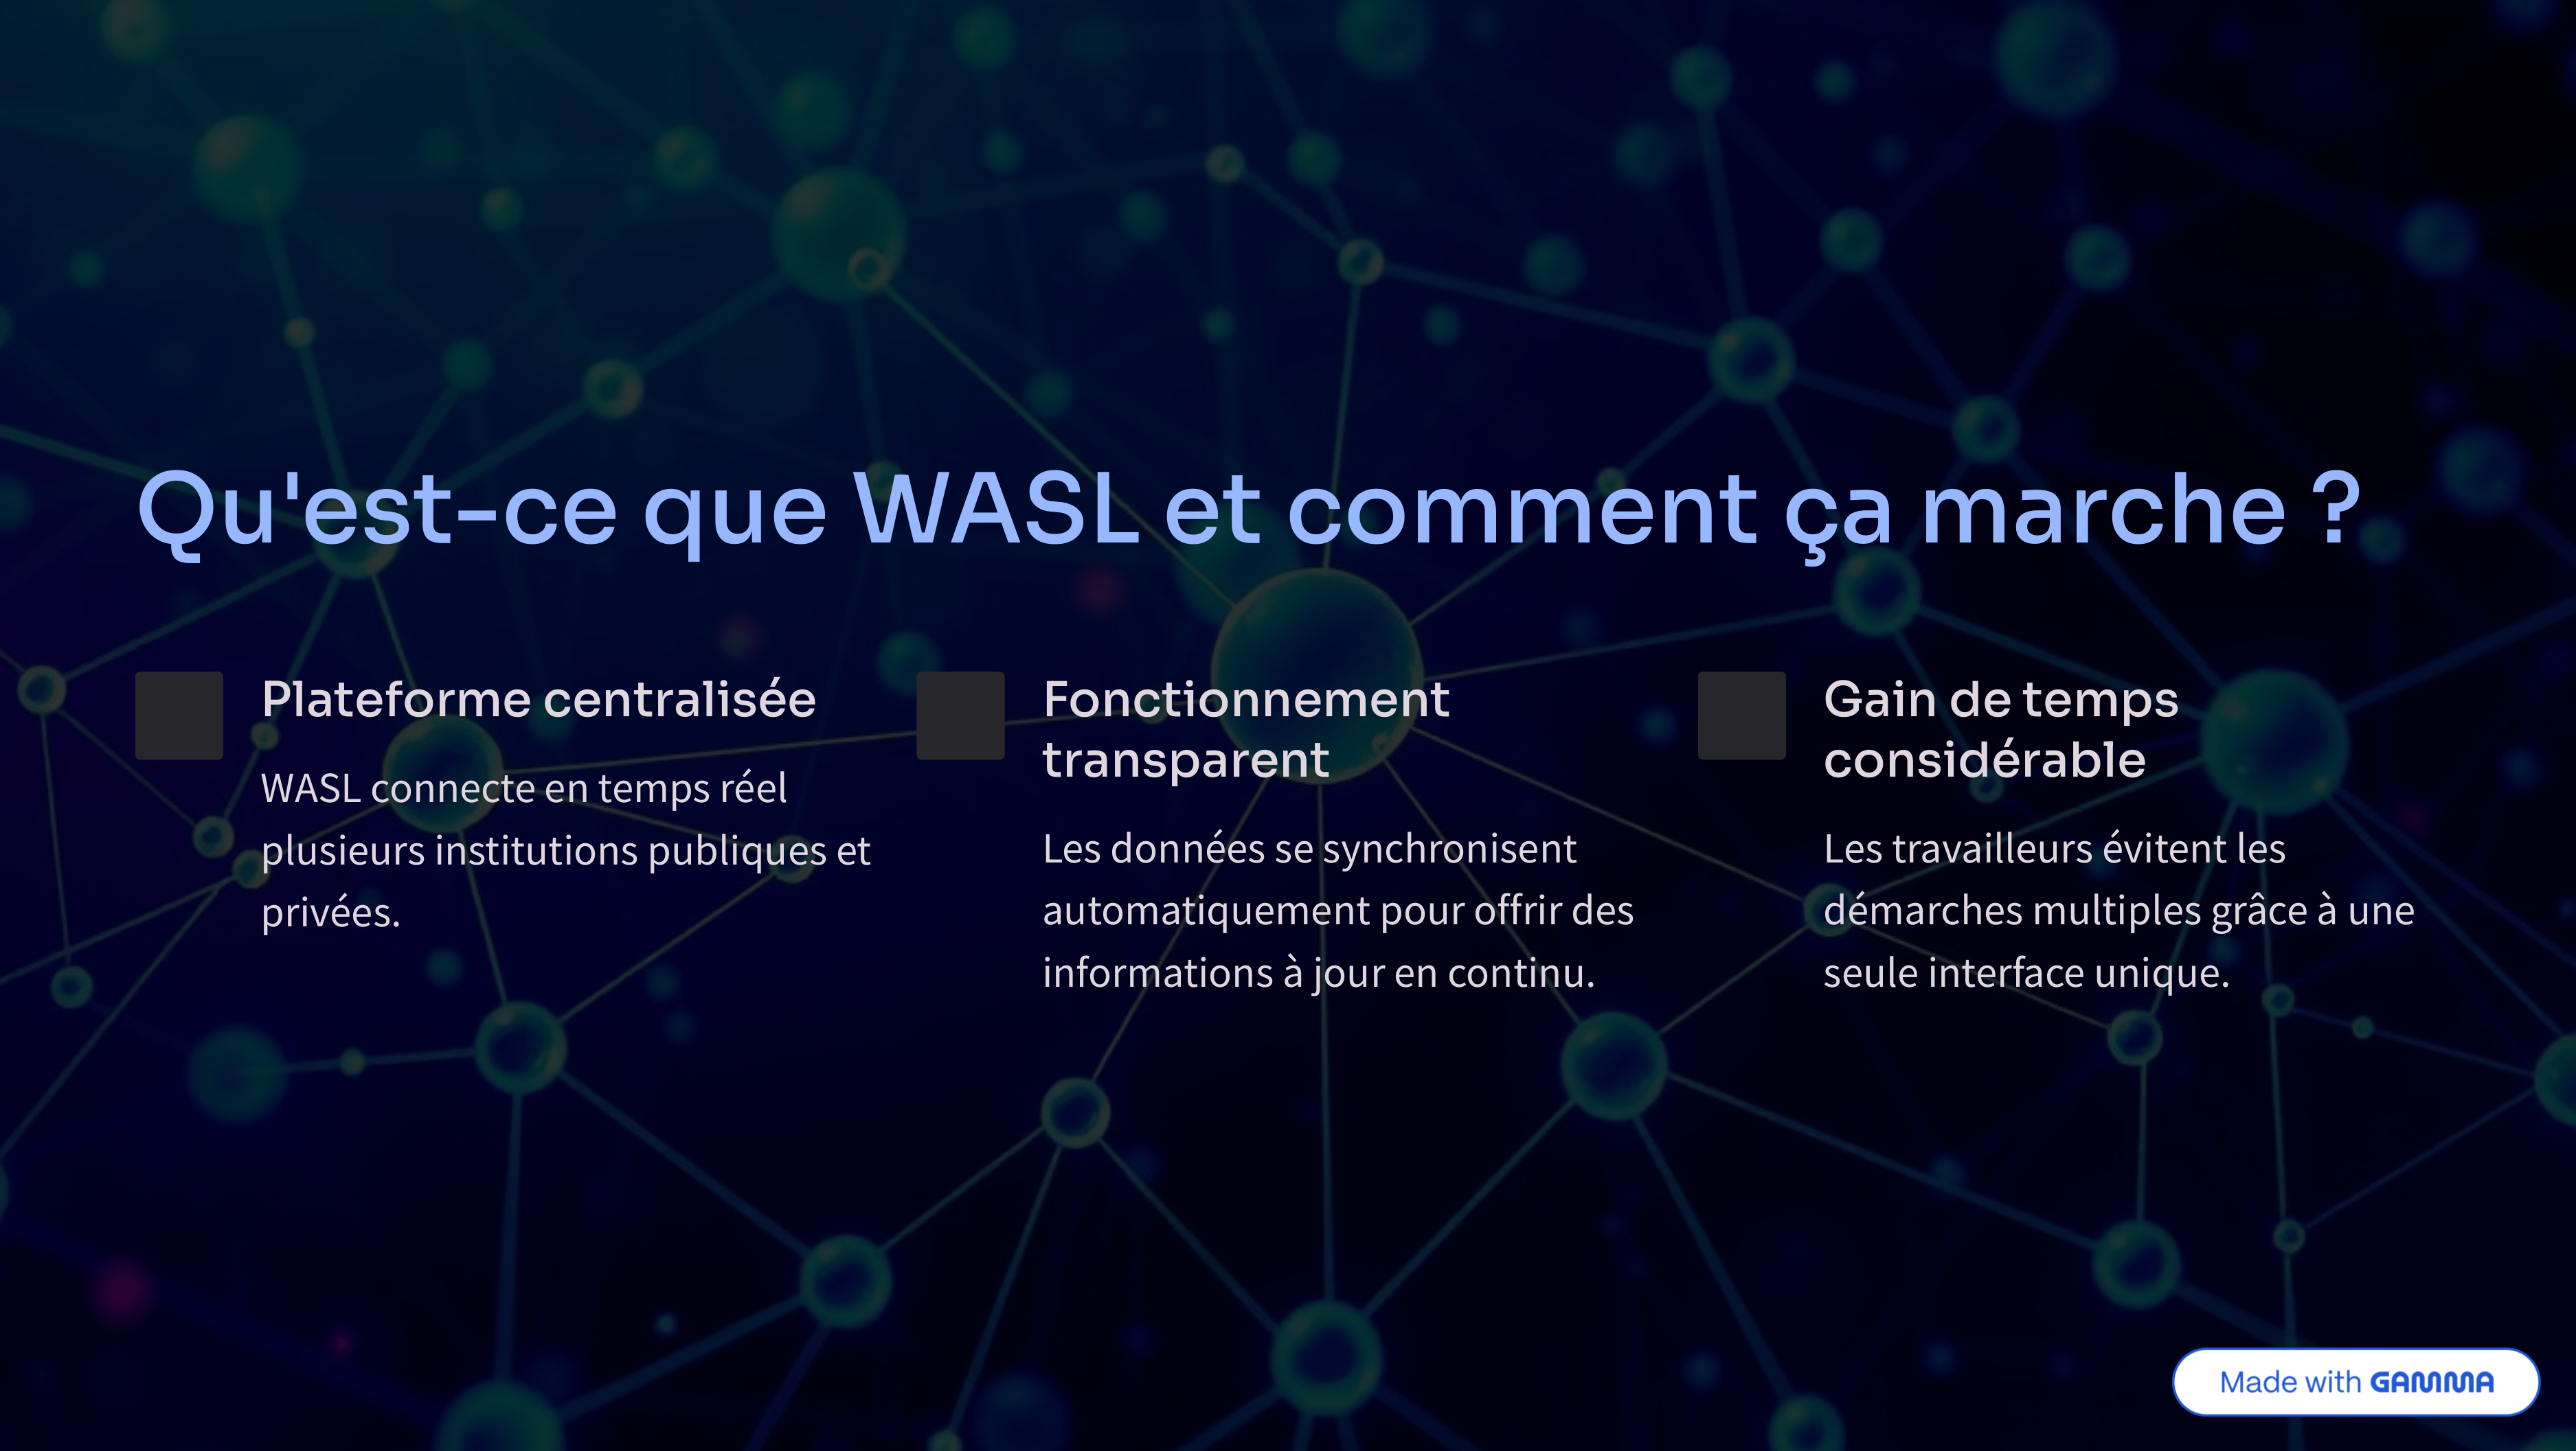 Qu'est-ce que WASL et comment ça marche ?
Plateforme centralisée
WASL connecte en temps réel
plusieurs institutions publiques et
privées.
Fonctionnement
transparent
Les données se synchronisent
automatiquement pour offrir des
informations à jour en continu.
Gain de temps
considérable
Les travailleurs évitent les
démarches multiples grâce à une
seule interface unique.
Made with GAMMA